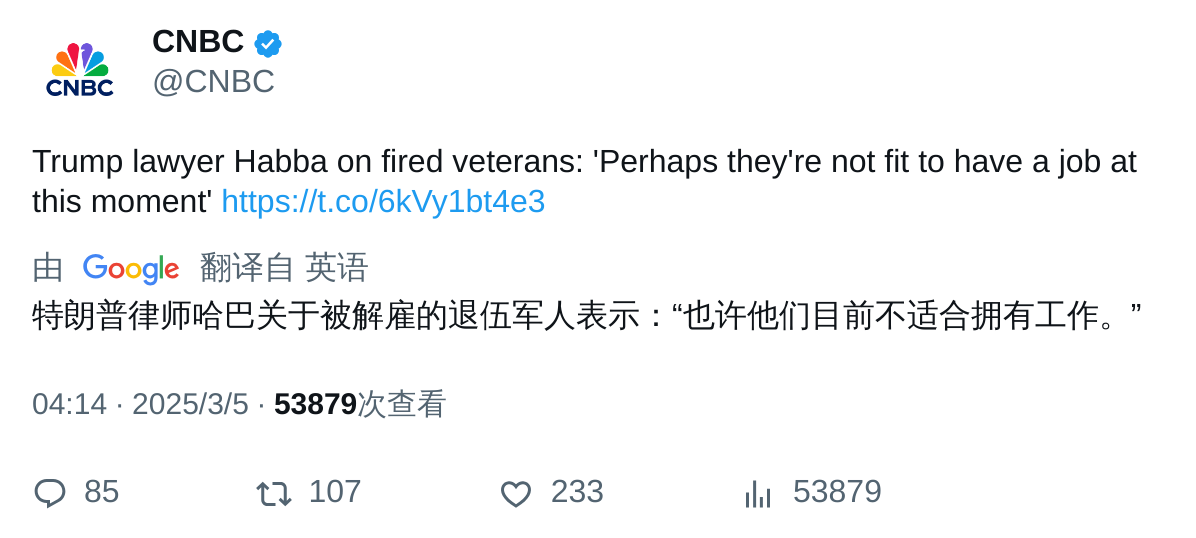 CNBC
CNBC
@CNBC
Trump lawyer Habba on fired veterans: 'Perhaps they're not fit to have a job at
this moment' https://t.co/6kVy1bt4e3
由 Google 翻译自 英语
特朗普律师哈巴关于被解雇的退伍军人表示：“也许他们目前不适合拥有工作。”
04:14 · 2025/3/5 · 53879次查看
85 107 233 53879